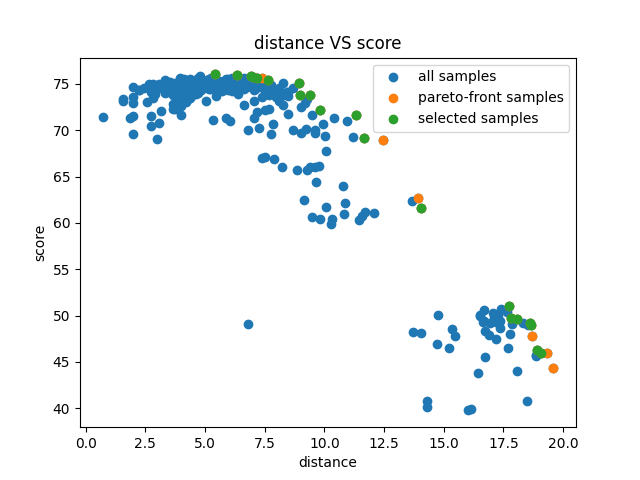 distance VS score
all samples
pareto-front samples
selected samples
75
70
65
60
55
50
45
40
score
0.0 2.5 5.0 7.5 10.0 12.5 15.0 17.5 20.0
distance